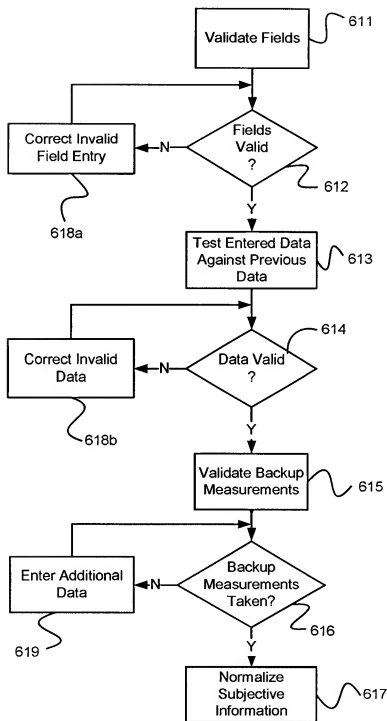 611
Validate Fields
Correct Invalid
Field Entry
N
Fields
Valid
?
612
618a
Y
Test Entered Data
Against Previous
Data
613
614
Correct Invalid
Data
N
Data Valid
?
618b
Y
Validate Backup
Measurements
615
Enter Additional
Data
N
Backup
Measurements
Taken?
616
619
Y
Normalize
Subjective
Information
617